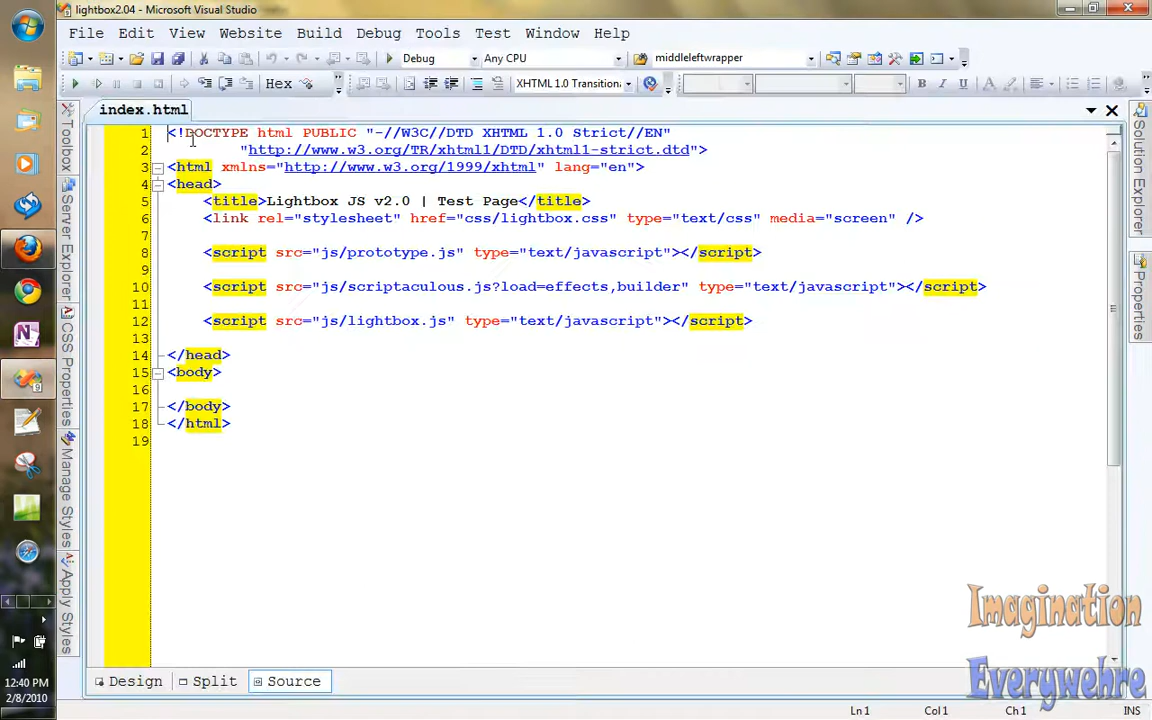 lightbox2.04 - Microsoft Visual Studio
File Edit View Website Build Debug Tools Test Window Help
Debug Any CPU middleleftwrapper
Hex XHTML 1.0 Transition B I U A
index.html
1 <!DOCTYPE html PUBLIC "-//W3C//DTD XHTML 1.0 Strict//EN"
2 "http://www.w3.org/TR/xhtml1/DTD/xhtml1-strict.dtd">
3 <html xmlns="http://www.w3.org/1999/xhtml" lang="en">
4 <head>
5 <title>Lightbox JS v2.0 | Test Page</title>
6 <link rel="stylesheet" href="css/lightbox.css" type="text/css" media="screen" />
7
8 <script src="js/prototype.js" type="text/javascript"></script>
9
10 <script src="js/scriptaculous.js?load=effects,builder" type="text/javascript"></script>
11
12 <script src="js/lightbox.js" type="text/javascript"></script>
13
14 </head>
15 <body>
16
17 </body>
18 </html>
19
Toolbox
Server Explorer
CSS Properties
Manage Styles
Apply Styles
Solution Explorer
Properties
Imagination
Everywehre
Design Split Source
12:40 PM
2/8/2010
Ln 1 Col 1 Ch 1 INS